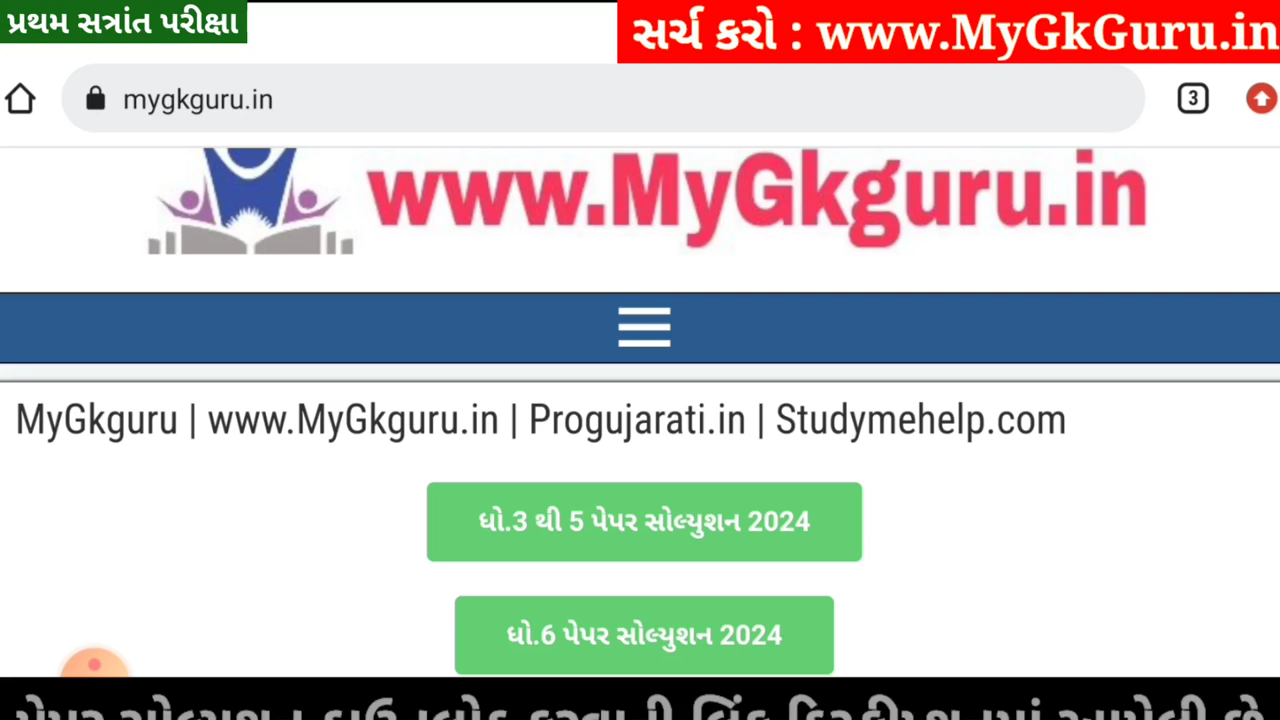 પ્રથમ સત્રાંત પરીક્ષા
સર્ચ કરો : www.MyGkGuru.in
mygkguru.in
3
www.MyGkguru.in
MyGkguru | www.MyGkguru.in | Progujarati.in | Studymehelp.com
ધો.3 થી 5 પેપર સોલ્યુશન 2024
ધો.6 પેપર સોલ્યુશન 2024